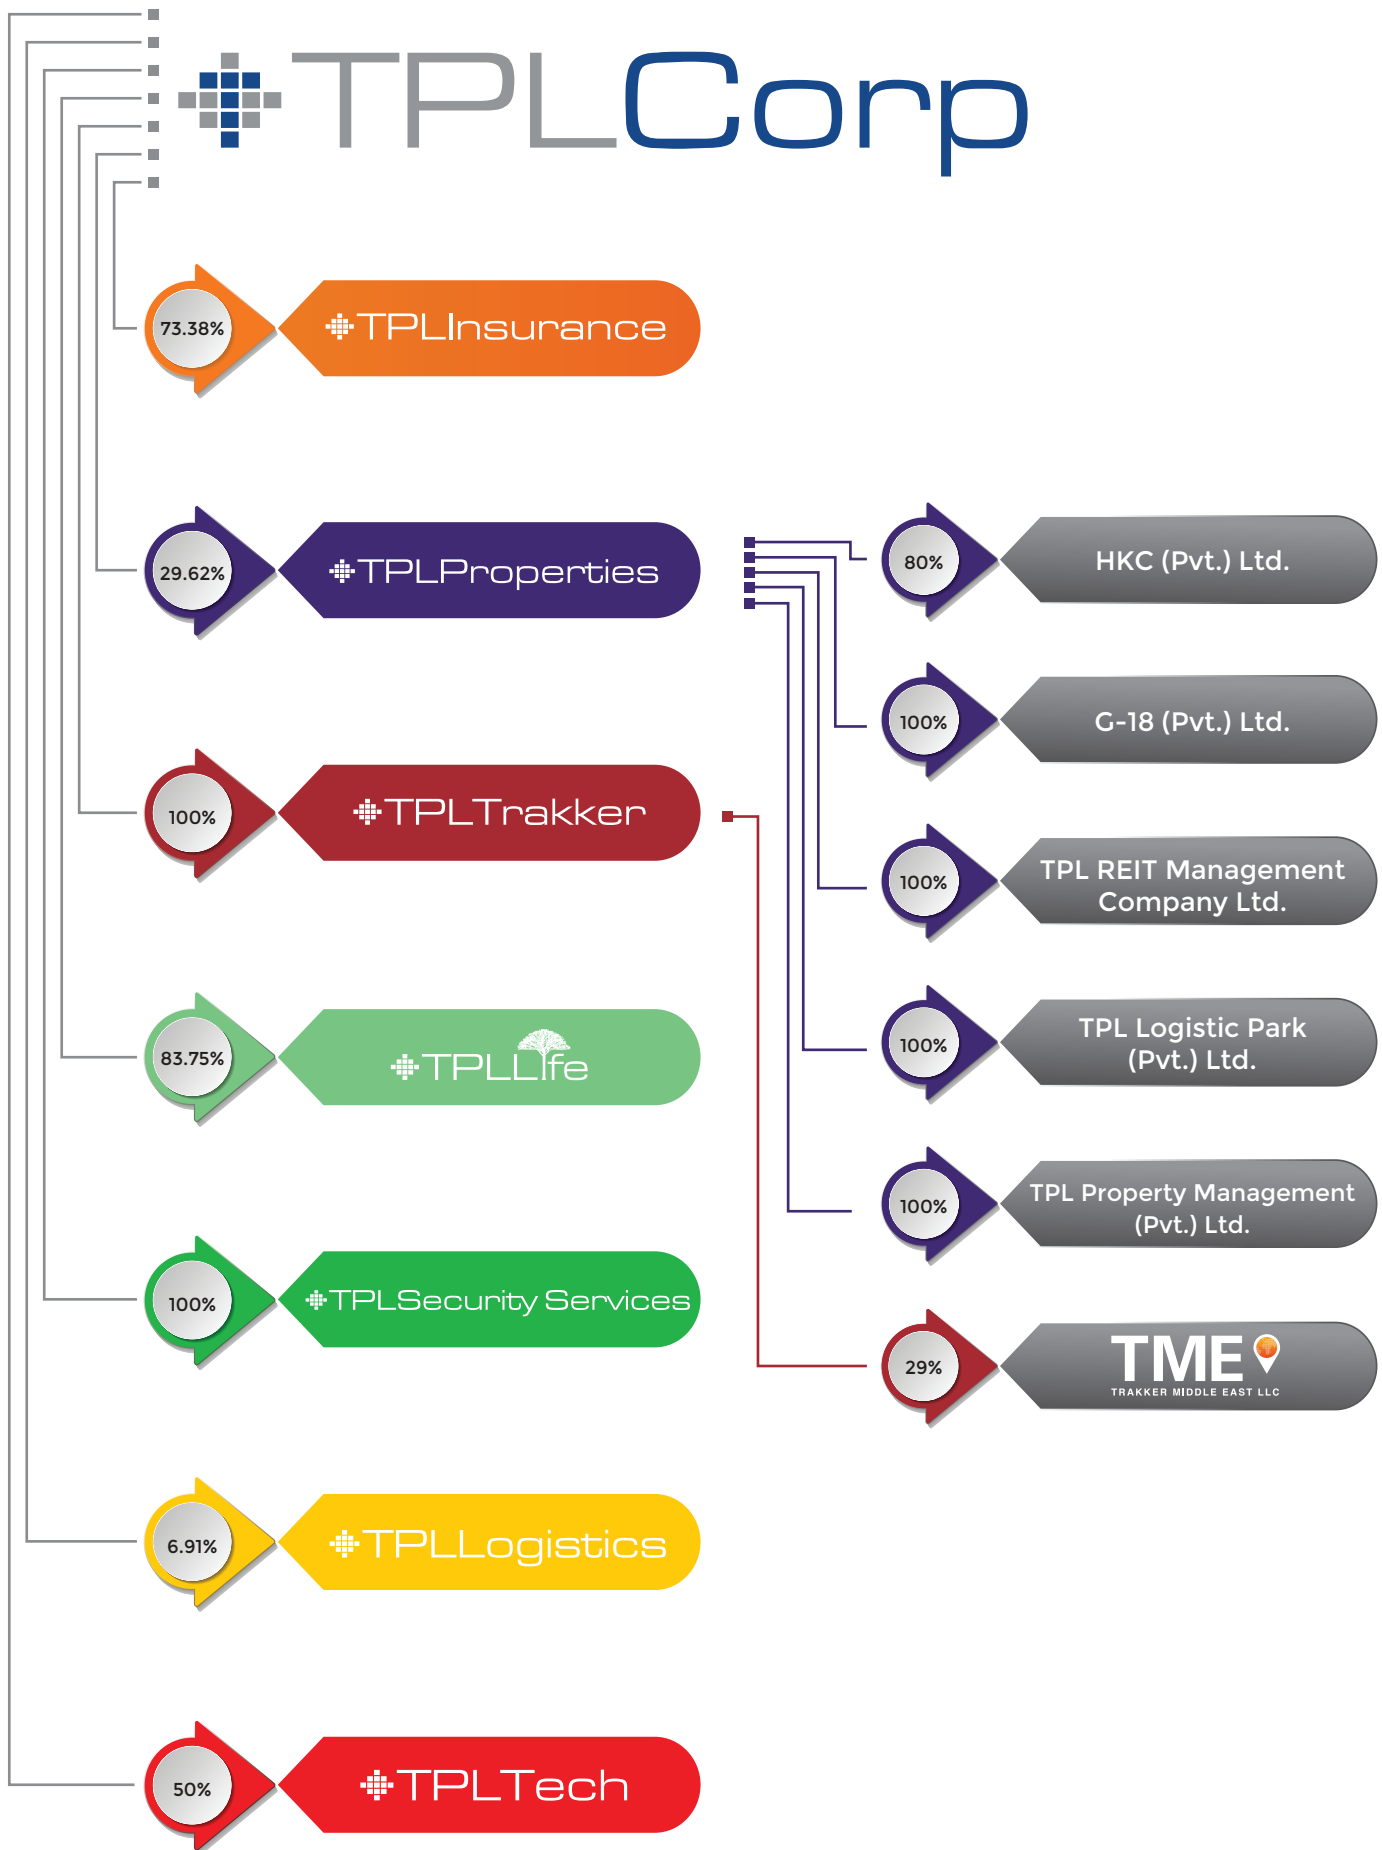 TPLCorp
73.38%
TPLInsurance
29.62%
TPLProperties
80%
HKC (Pvt.) Ltd.
100%
G-18 (Pvt.) Ltd.
100%
TPLTrakker
100%
TPL REIT Management
Company Ltd.
83.75%
TPLLife
100%
TPL Logistic Park
(Pvt.) Ltd.
100%
TPL Property Management
(Pvt.) Ltd.
100%
TPLSecurity Services
29%
TME
TRAKKER MIDDLE EAST LLC
6.91%
TPLLogistics
50%
TPLTech